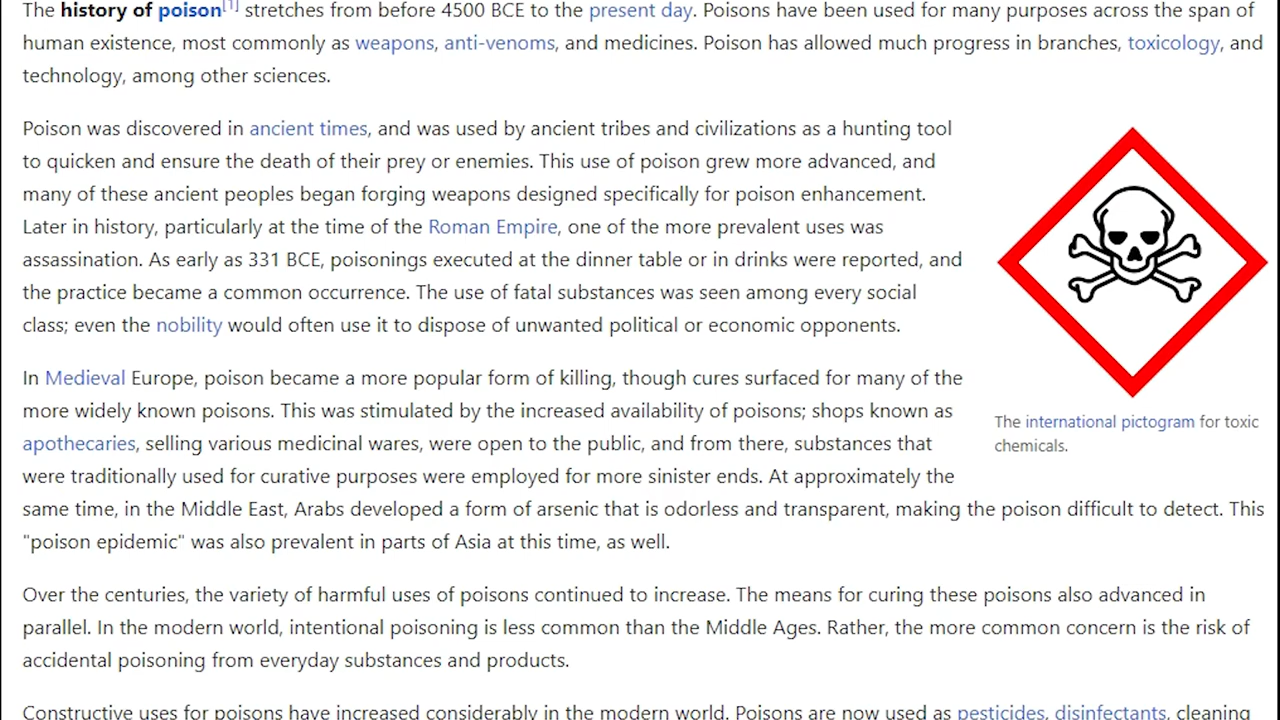 The history of poison[1] stretches from before 4500 BCE to the present day. Poisons have been used for many purposes across the span of
human existence, most commonly as weapons, anti-venoms, and medicines. Poison has allowed much progress in branches, toxicology, and
technology, among other sciences.
Poison was discovered in ancient times, and was used by ancient tribes and civilizations as a hunting tool
to quicken and ensure the death of their prey or enemies. This use of poison grew more advanced, and
many of these ancient peoples began forging weapons designed specifically for poison enhancement.
Later in history, particularly at the time of the Roman Empire, one of the more prevalent uses was
assassination. As early as 331 BCE, poisonings executed at the dinner table or in drinks were reported, and
the practice became a common occurrence. The use of fatal substances was seen among every social
class; even the nobility would often use it to dispose of unwanted political or economic opponents.
In Medieval Europe, poison became a more popular form of killing, though cures surfaced for many of the
more widely known poisons. This was stimulated by the increased availability of poisons; shops known as
apothecaries, selling various medicinal wares, were open to the public, and from there, substances that
were traditionally used for curative purposes were employed for more sinister ends. At approximately the
same time, in the Middle East, Arabs developed a form of arsenic that is odorless and transparent, making the poison difficult to detect. This
"poison epidemic" was also prevalent in parts of Asia at this time, as well.
The international pictogram for toxic
chemicals.
Over the centuries, the variety of harmful uses of poisons continued to increase. The means for curing these poisons also advanced in
parallel. In the modern world, intentional poisoning is less common than the Middle Ages. Rather, the more common concern is the risk of
accidental poisoning from everyday substances and products.
Constructive uses for poisons have increased considerably in the modern world. Poisons are now used as pesticides, disinfectants, cleaning